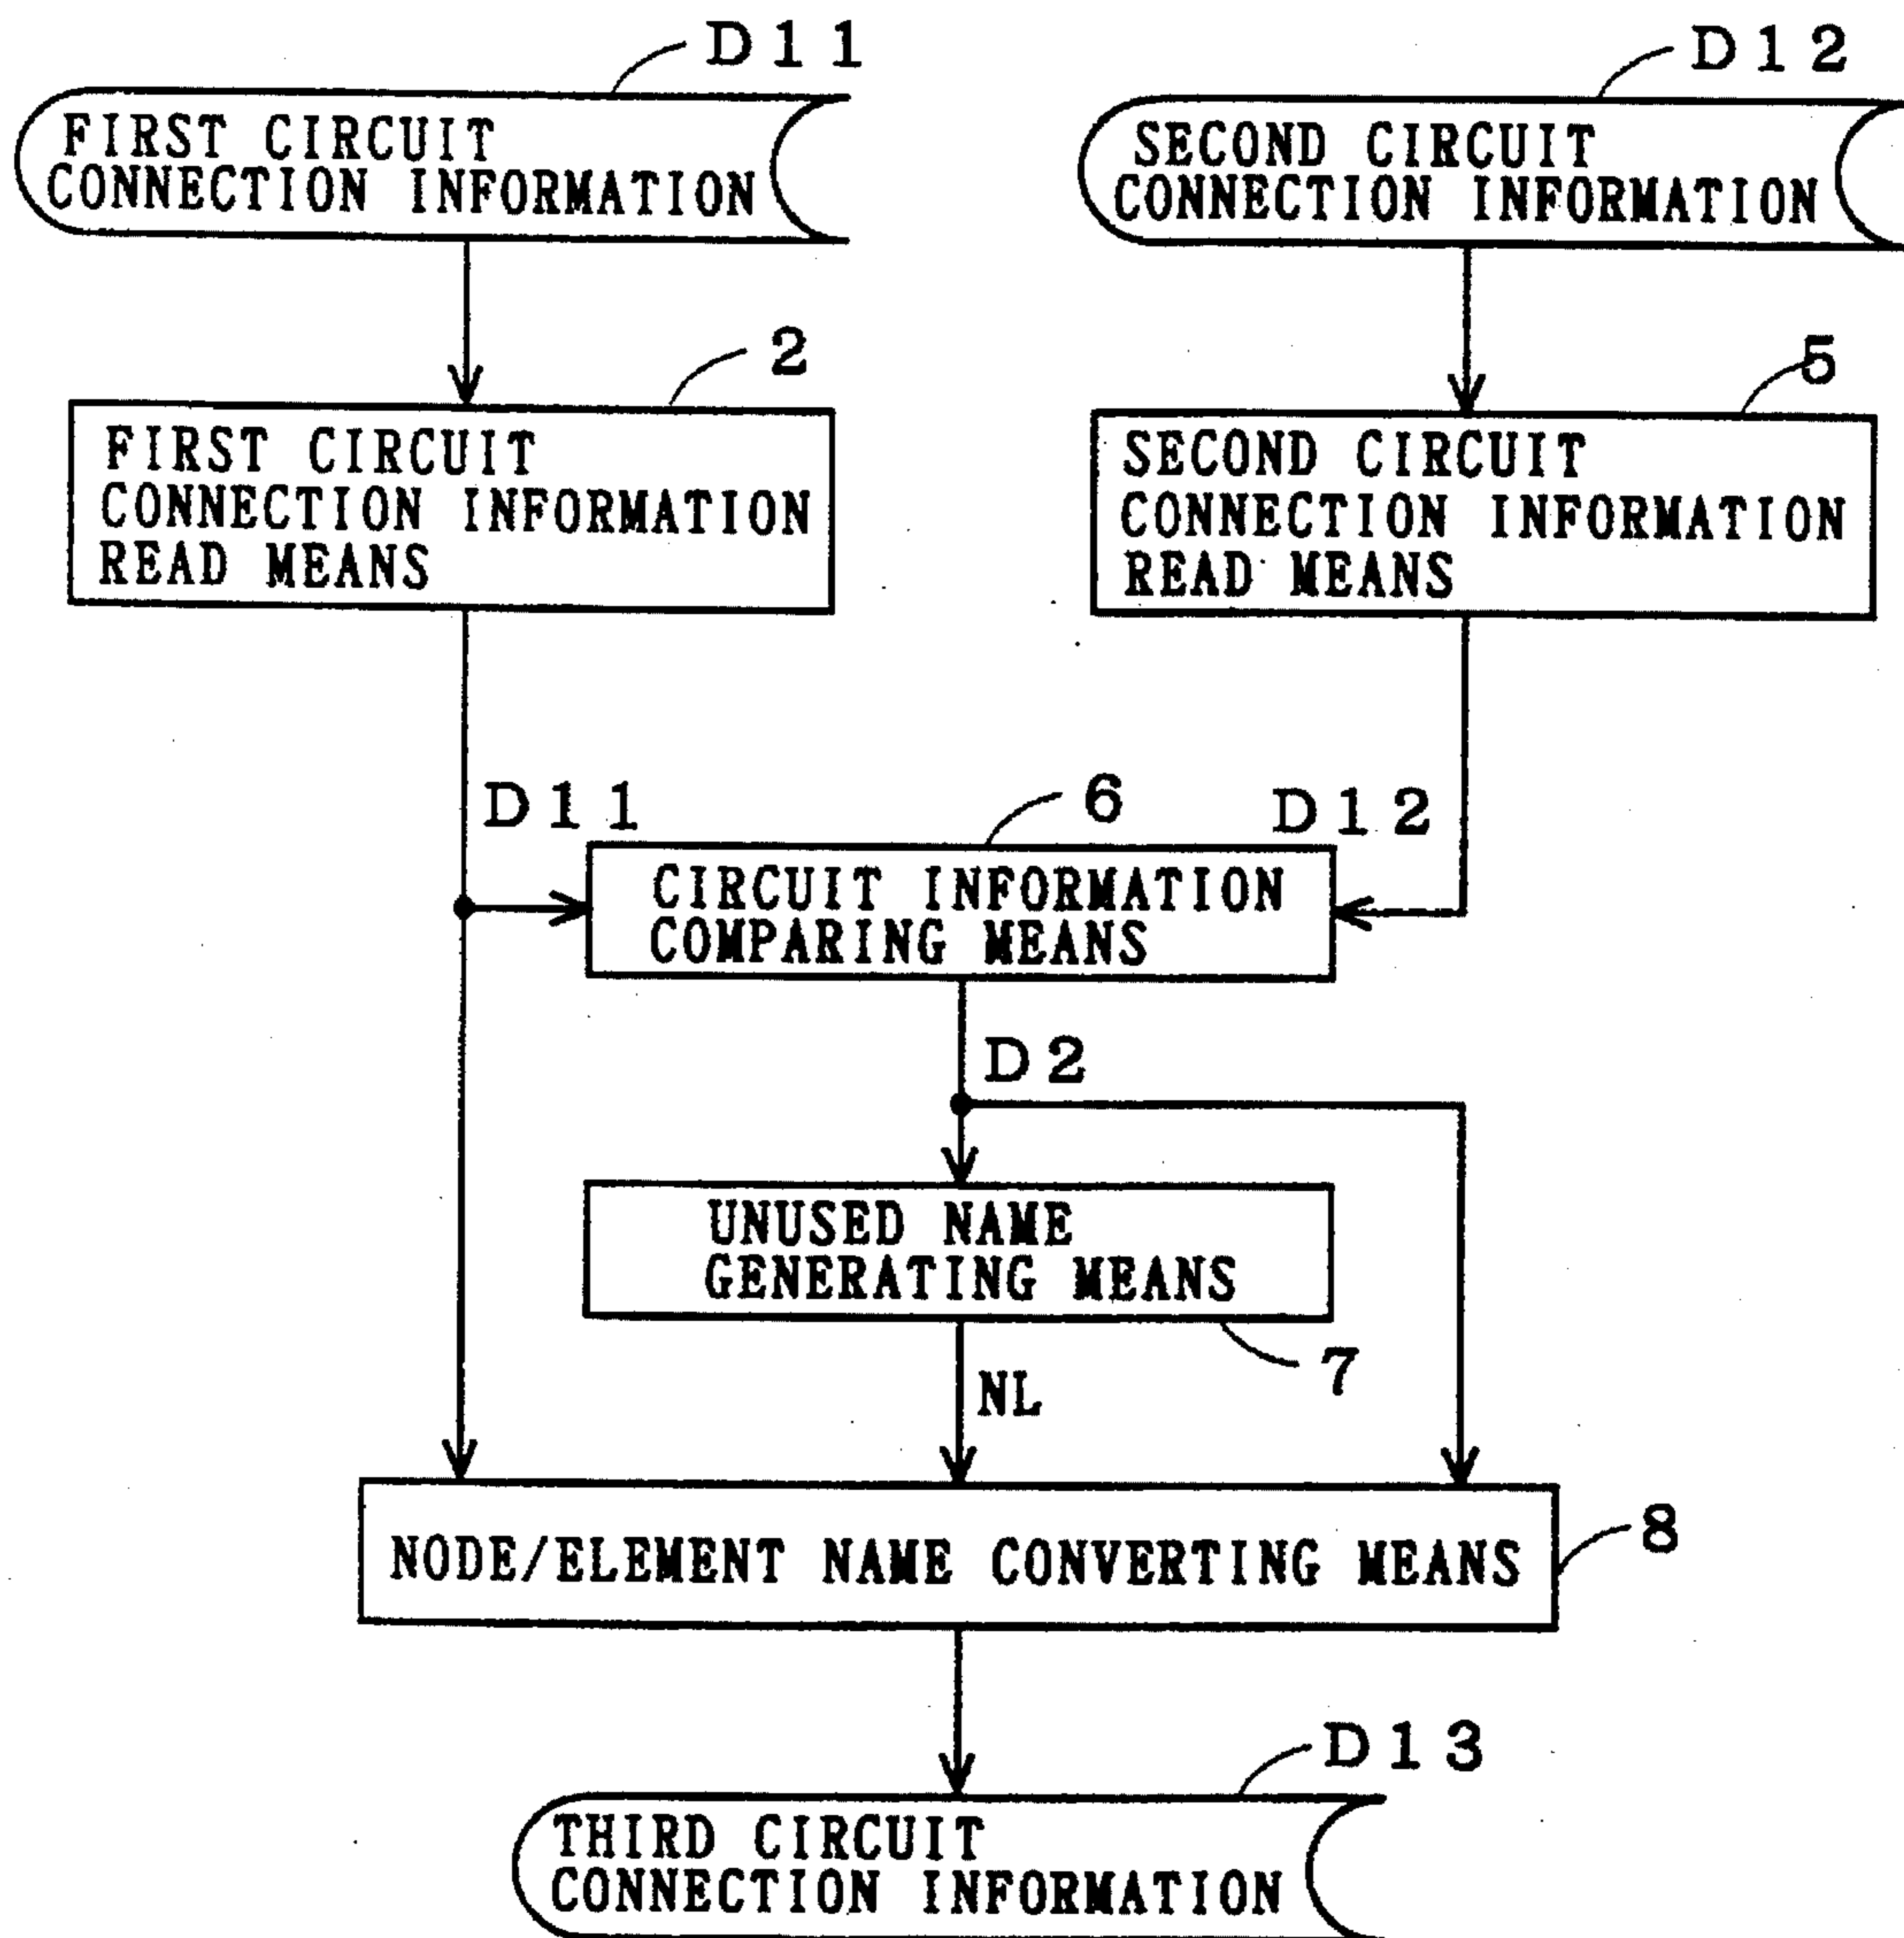 D11
D12
FIRST CIRCUIT
CONNECTION INFORMATION
SECOND CIRCUIT
CONNECTION INFORMATION
2
5
FIRST CIRCUIT
CONNECTION INFORMATION
READ MEANS
SECOND CIRCUIT
CONNECTION INFORMATION
READ MEANS
D11
6
D12
CIRCUIT INFORMATION
COMPARING MEANS
D2
UNUSED NAME
GENERATING MEANS
7
NL
8
NODE/ELEMENT NAME CONVERTING MEANS
D13
THIRD CIRCUIT
CONNECTION INFORMATION